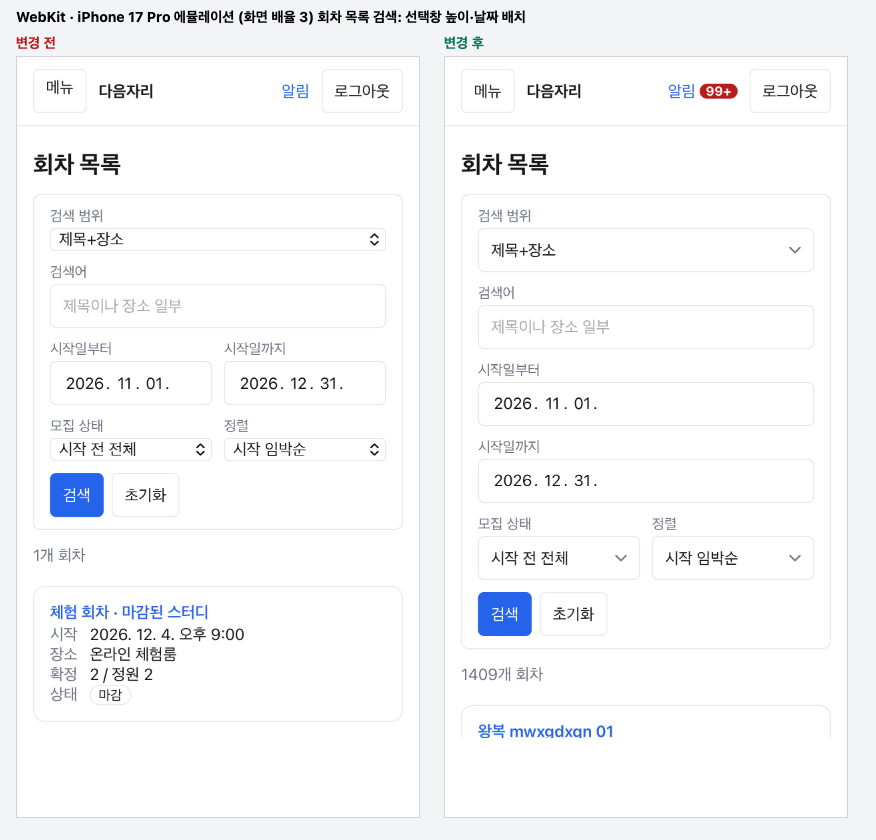 WebKit · iPhone 17 Pro 에뮬레이션 (화면 배율 3) 회차 목록 검색: 선택창 높이·날짜 배치
변경 전
메뉴 다음자리 알림 로그아웃
회차 목록
검색 범위
제목+장소
검색어
제목이나 장소 일부
시작일부터 시작일까지
2026. 11. 01. 2026. 12. 31.
모집 상태 정렬
시작 전 전체 시작 임박순
검색 초기화
1개 회차
체험 회차 · 마감된 스터디
시작 2026. 12. 4. 오후 9:00
장소 온라인 체험룸
확정 2 / 정원 2
상태 마감
변경 후
메뉴 다음자리 알림 99+ 로그아웃
회차 목록
검색 범위
제목+장소
검색어
제목이나 장소 일부
시작일부터
2026. 11. 01.
시작일까지
2026. 12. 31.
모집 상태 정렬
시작 전 전체 시작 임박순
검색 초기화
1409개 회차
왕복 mwxgdxgn 01